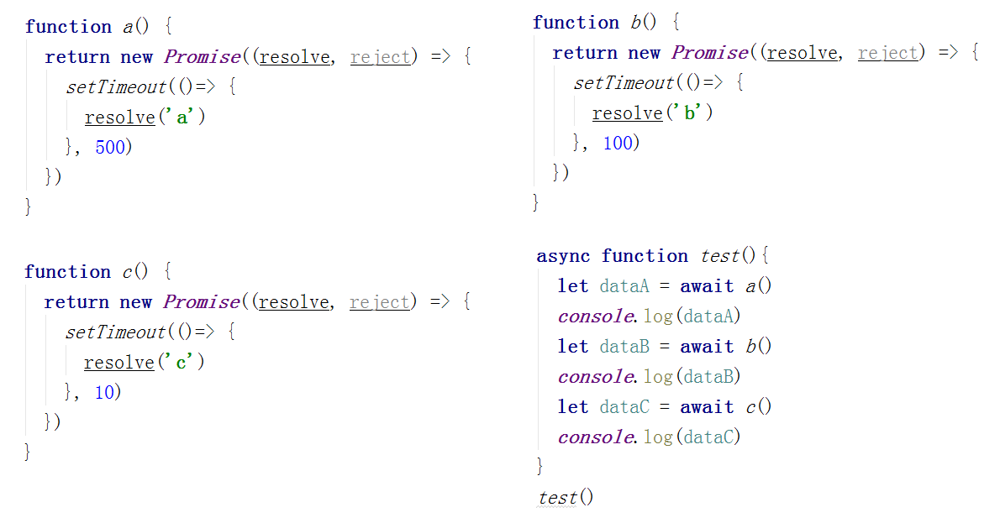 function a() {
return new Promise((resolve, reject) => {
setTimeout(()=> {
resolve('a')
}, 500)
})
}
function b() {
return new Promise((resolve, reject) => {
setTimeout(()=> {
resolve('b')
}, 100)
})
}
function c() {
return new Promise((resolve, reject) => {
setTimeout(()=> {
resolve('c')
}, 10)
})
}
async function test(){
let dataA = await a()
console.log(dataA)
let dataB = await b()
console.log(dataB)
let dataC = await c()
console.log(dataC)
}
test()